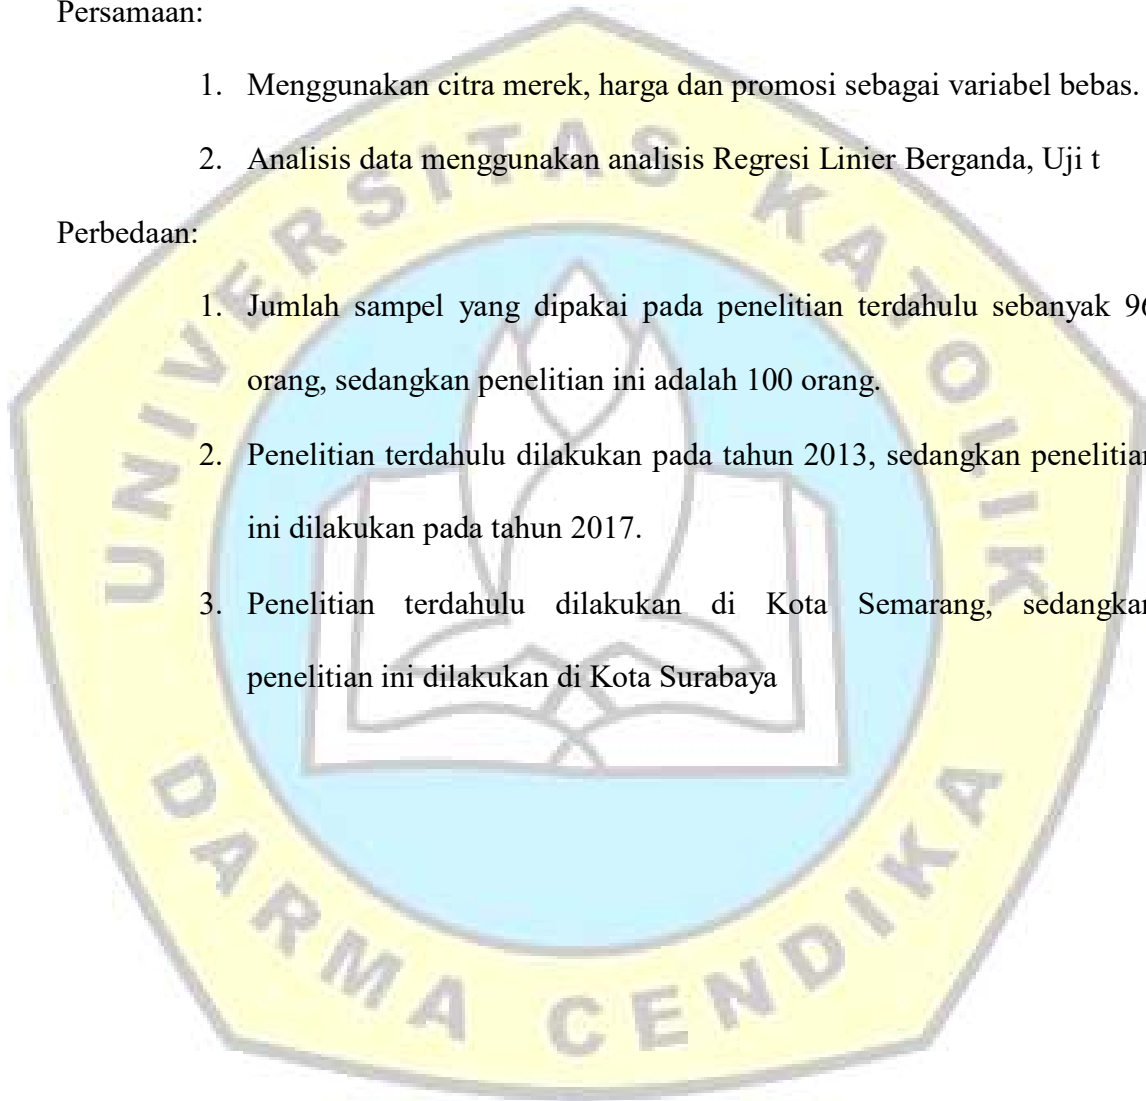 Persamaan:
1. Menggunakan citra merek, harga dan promosi sebagai variabel bebas.
2. Analisis data menggunakan analisis Regresi Linier Berganda, Uji t
Perbedaan:
1. Jumlah sampel yang dipakai pada penelitian terdahulu sebanyak 96
orang, sedangkan penelitian ini adalah 100 orang.
2. Penelitian terdahulu dilakukan pada tahun 2013, sedangkan penelitian
ini dilakukan pada tahun 2017.
3. Penelitian terdahulu dilakukan di Kota Semarang, sedangkan
penelitian ini dilakukan di Kota Surabaya
UNIVERSITAS KATOLIK
DARMA CENDIKA